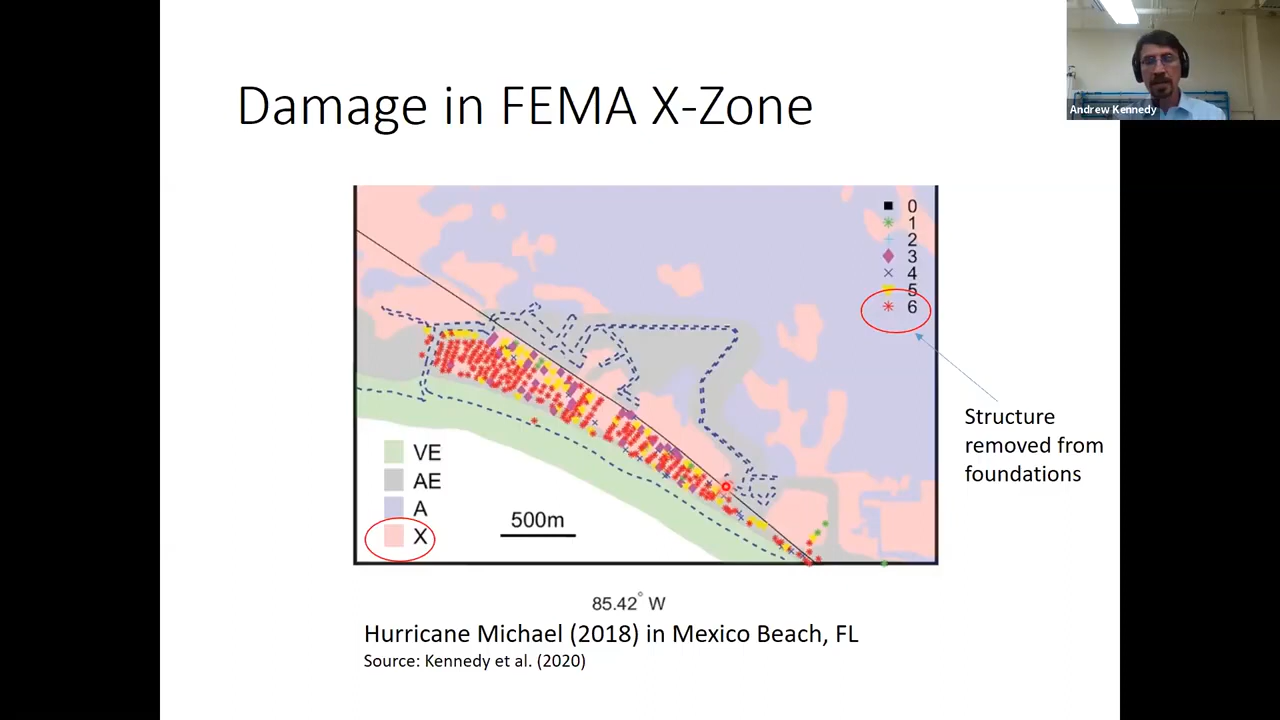 Andrew Kennedy
Damage in FEMA X-Zone
0
1
2
3
4
5
6
Structure
removed from
foundations
VE
AE
A
X
500m
85.42° W
Hurricane Michael (2018) in Mexico Beach, FL
Source: Kennedy et al. (2020)